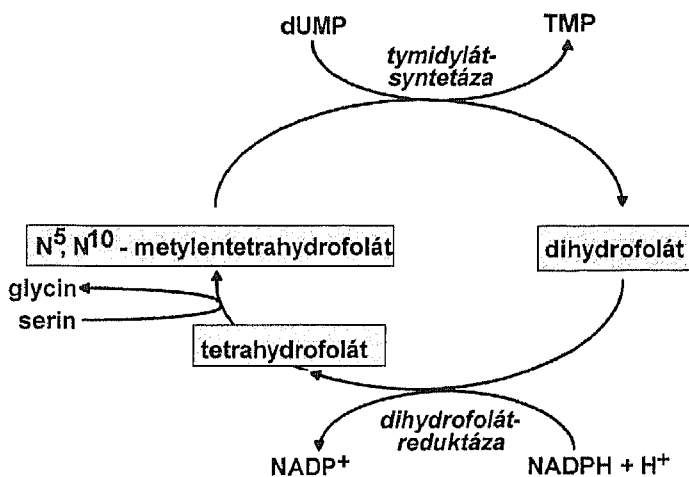 dUMP
TMP
tymidylát-
syntetáza
N⁵, N¹⁰ - metylentetrahydrofolát
dihydrofolát
glycin
serin
tetrahydrofolát
dihydrofolát-
reduktáza
NADP⁺
NADPH + H⁺